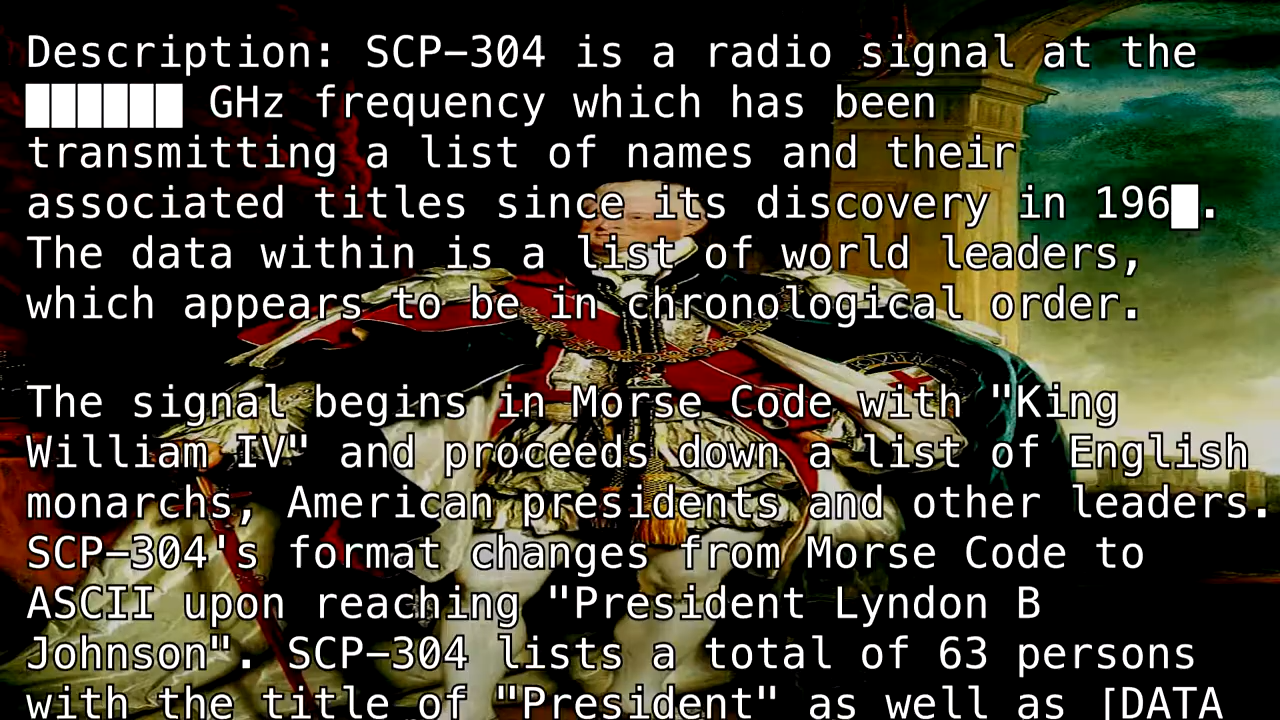 Description: SCP-304 is a radio signal at the
██████ GHz frequency which has been
transmitting a list of names and their
associated titles since its discovery in 196█.
The data within is a list of world leaders,
which appears to be in chronological order.
The signal begins in Morse Code with "King
William IV" and proceeds down a list of English
monarchs, American presidents and other leaders.
SCP-304's format changes from Morse Code to
ASCII upon reaching "President Lyndon B
Johnson". SCP-304 lists a total of 63 persons
with the title of "President" as well as [DATA